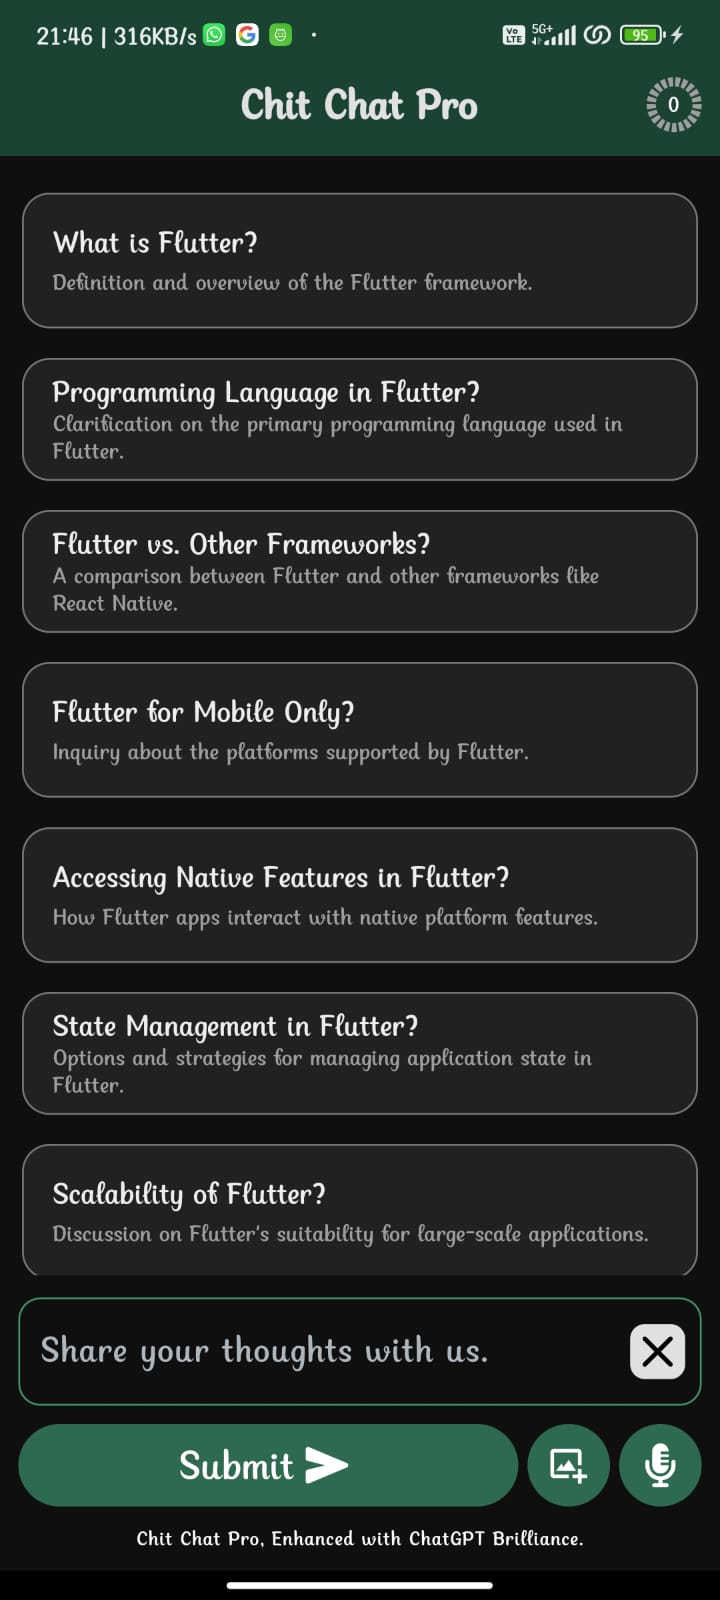 21:46 | 316KB/s
Vo LTE 5G+ 95
Chit Chat Pro
0
What is Flutter?
Definition and overview of the Flutter framework.
Programming Language in Flutter?
Clarification on the primary programming language used in
Flutter.
Flutter vs. Other Frameworks?
A comparison between Flutter and other frameworks like
React Native.
Flutter for Mobile Only?
Inquiry about the platforms supported by Flutter.
Accessing Native Features in Flutter?
How Flutter apps interact with native platform features.
State Management in Flutter?
Options and strategies for managing application state in
Flutter.
Scalability of Flutter?
Discussion on Flutter's suitability for large-scale applications.
Share your thoughts with us.
Submit
Chit Chat Pro, Enhanced with ChatGPT Brilliance.